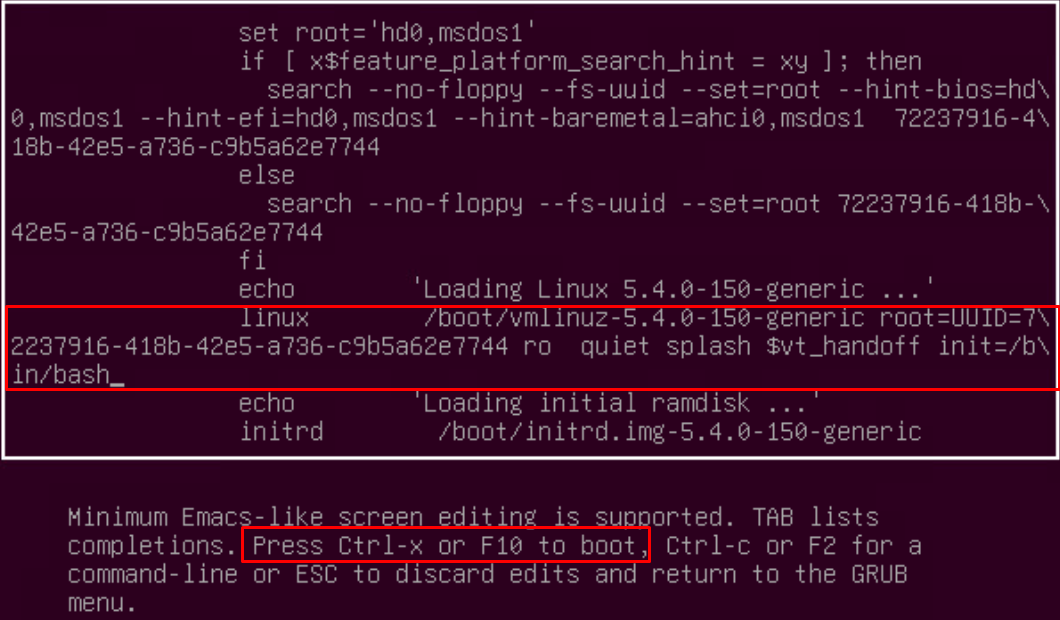 set root='hd0,msdos1'
if [ x$feature_platform_search_hint = xy ]; then
search --no-floppy --fs-uuid --set=root --hint-bios=hd\
0,msdos1 --hint-efi=hd0,msdos1 --hint-baremetal=ahci0,msdos1  72237916-4\
18b-42e5-a736-c9b5a62e7744
else
search --no-floppy --fs-uuid --set=root 72237916-418b-\
42e5-a736-c9b5a62e7744
fi
echo        'Loading Linux 5.4.0-150-generic ...'
linux        /boot/vmlinuz-5.4.0-150-generic root=UUID=7\
2237916-418b-42e5-a736-c9b5a62e7744 ro  quiet splash $vt_handoff init=/b\
in/bash_
echo        'Loading initial ramdisk ...'
initrd        /boot/initrd.img-5.4.0-150-generic
Minimum Emacs-like screen editing is supported. TAB lists
completions. Press Ctrl-x or F10 to boot, Ctrl-c or F2 for a
command-line or ESC to discard edits and return to the GRUB
menu.